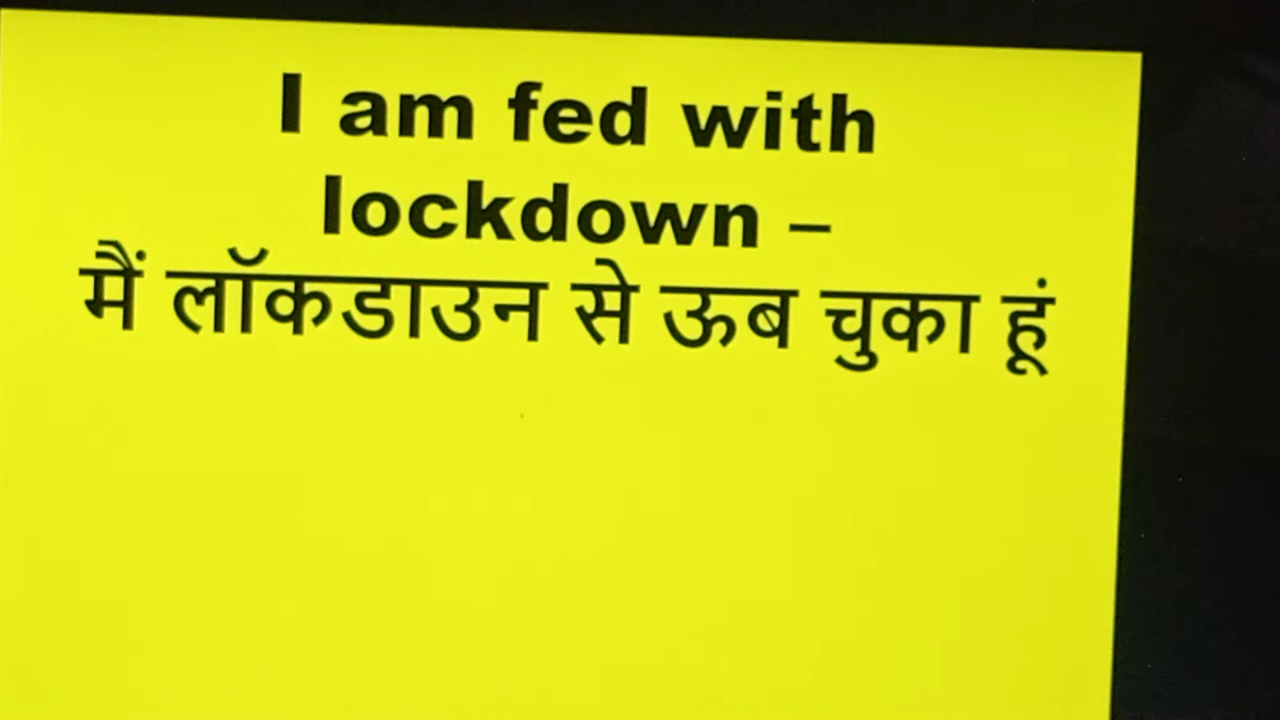 I am fed with
lockdown –
मैं लॉकडाउन से ऊब चुका हूं